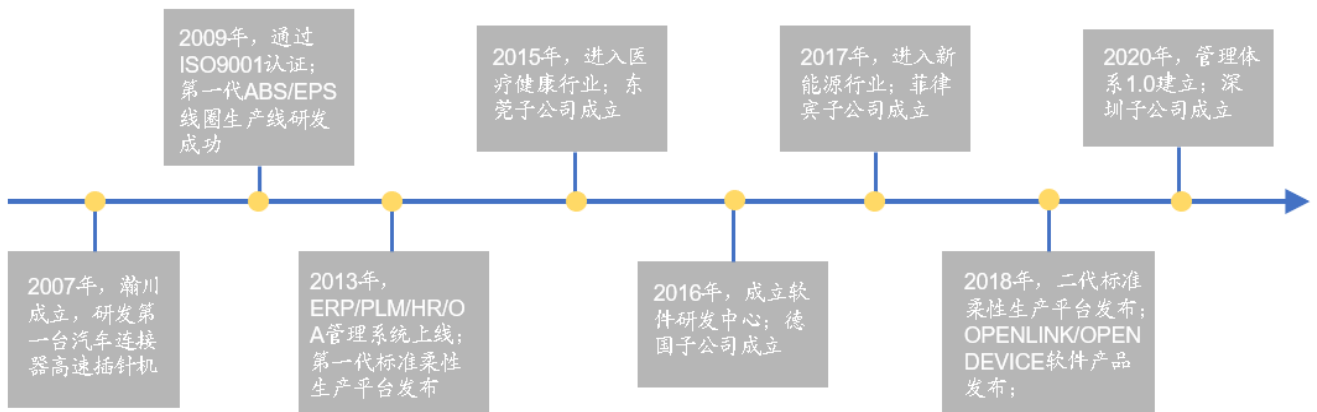 2009年，通过
ISO9001认证；
第一代ABS/EPS
线圈生产线研发
成功
2015年，进入医
疗健康行业；东
莞子公司成立
2017年，进入新
能源行业；菲律
宾子公司成立
2020年，管理体
系1.0建立；深
圳子公司成立
2007年，瀚川
成立，研发第
一台汽车连接
器高速插针机
2013年，
ERP/PLM/HR/O
A管理系统上线；
第一代标准柔性
生产平台发布
2016年，成立软
件研发中心；德
国子公司成立
2018年，二代标准
柔性生产平台发布；
OPENLINK/OPEN
DEVICE软件产品
发布；